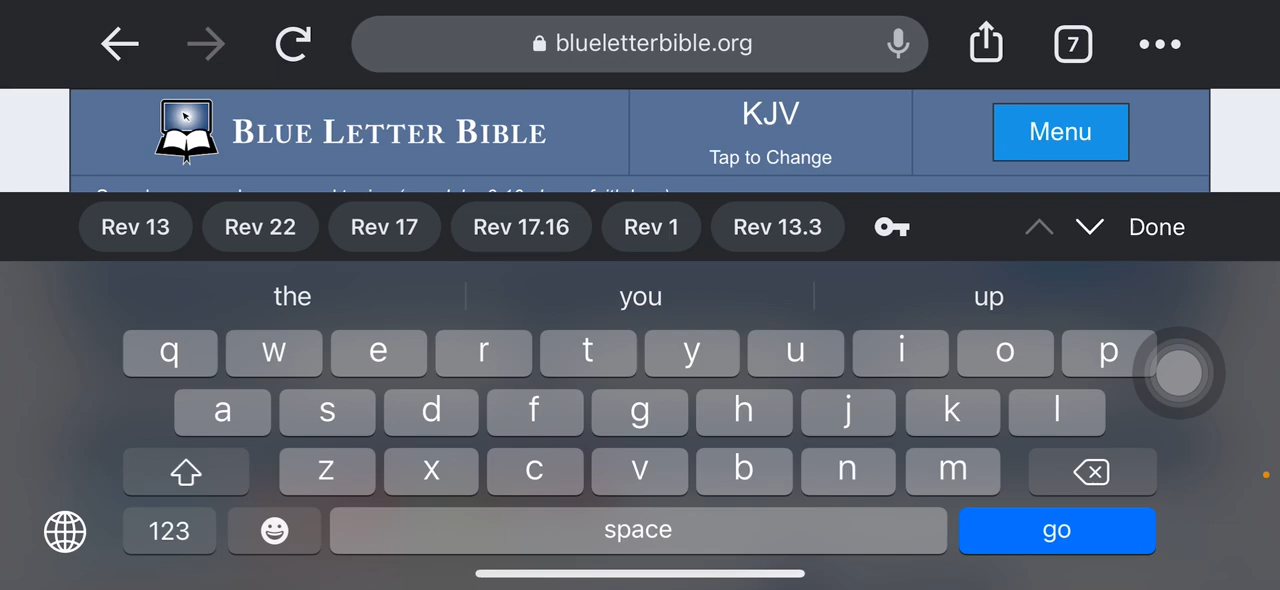 blueletterbible.org
7
BLUE LETTER BIBLE
KJV
Tap to Change
Menu
Rev 13 Rev 22 Rev 17 Rev 17.16 Rev 1 Rev 13.3 Done
the you up
q w e r t y u i o p
a s d f g h j k l
z x c v b n m
123 space go